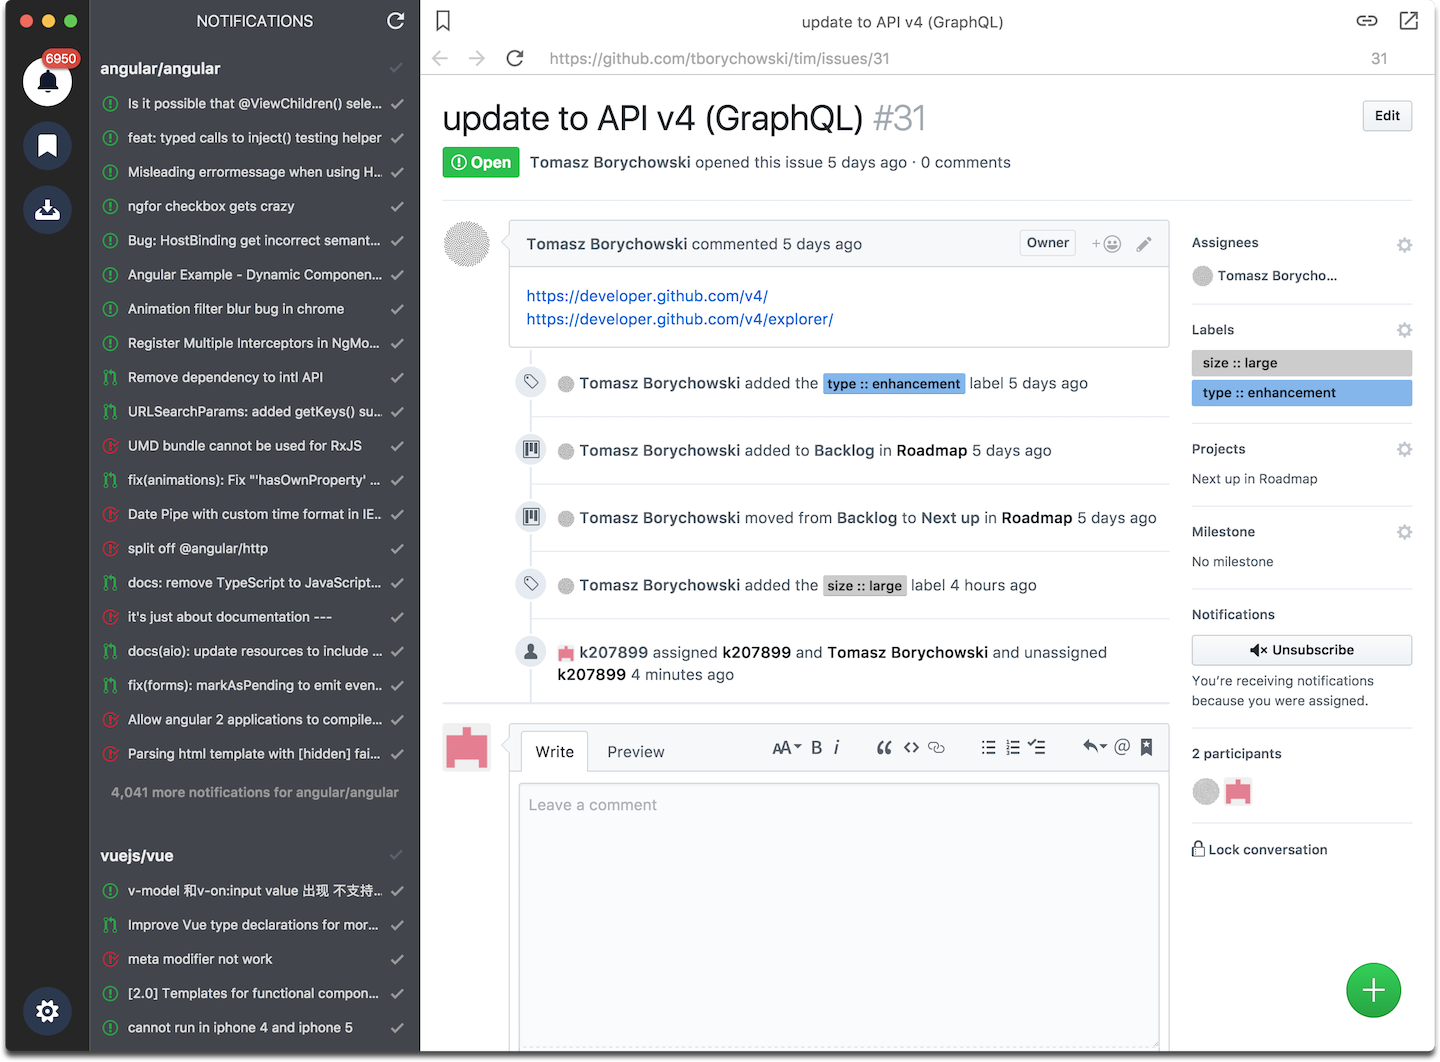 NOTIFICATIONS
6950
angular/angular
Is it possible that @ViewChildren() sele...
feat: typed calls to inject() testing helper
Misleading errormessage when using H...
ngfor checkbox gets crazy
Bug: HostBinding get incorrect semant...
Angular Example - Dynamic Componen...
Animation filter blur bug in chrome
Register Multiple Interceptors in NgMo...
Remove dependency to intl API
URLSearchParams: added getKeys() su...
UMD bundle cannot be used for RxJS
fix(animations): Fix "'hasOwnProperty' ...
Date Pipe with custom time format in IE...
split off @angular/http
docs: remove TypeScript to JavaScript...
it's just about documentation ---
docs(aio): update resources to include ...
fix(forms): markAsPending to emit even...
Allow angular 2 applications to compile...
Parsing html template with [hidden] fai...
4,041 more notifications for angular/angular
vuejs/vue
v-model 和v-on:input value 出现 不支持...
Improve Vue type declarations for mor...
meta modifier not work
[2.0] Templates for functional compon...
cannot run in iphone 4 and iphone 5
update to API v4 (GraphQL)
https://github.com/tborychowski/tim/issues/31
31
update to API v4 (GraphQL) #31
Edit
Open
Tomasz Borychowski opened this issue 5 days ago · 0 comments
Tomasz Borychowski commented 5 days ago
Owner
https://developer.github.com/v4/
https://developer.github.com/v4/explorer/
Tomasz Borychowski added the type :: enhancement label 5 days ago
Tomasz Borychowski added to Backlog in Roadmap 5 days ago
Tomasz Borychowski moved from Backlog to Next up in Roadmap 5 days ago
Tomasz Borychowski added the size :: large label 4 hours ago
k207899 assigned k207899 and Tomasz Borychowski and unassigned
k207899 4 minutes ago
Write
Preview
AA B i
Leave a comment
Assignees
Tomasz Borycho...
Labels
size :: large
type :: enhancement
Projects
Next up in Roadmap
Milestone
No milestone
Notifications
Unsubscribe
You're receiving notifications
because you were assigned.
2 participants
Lock conversation